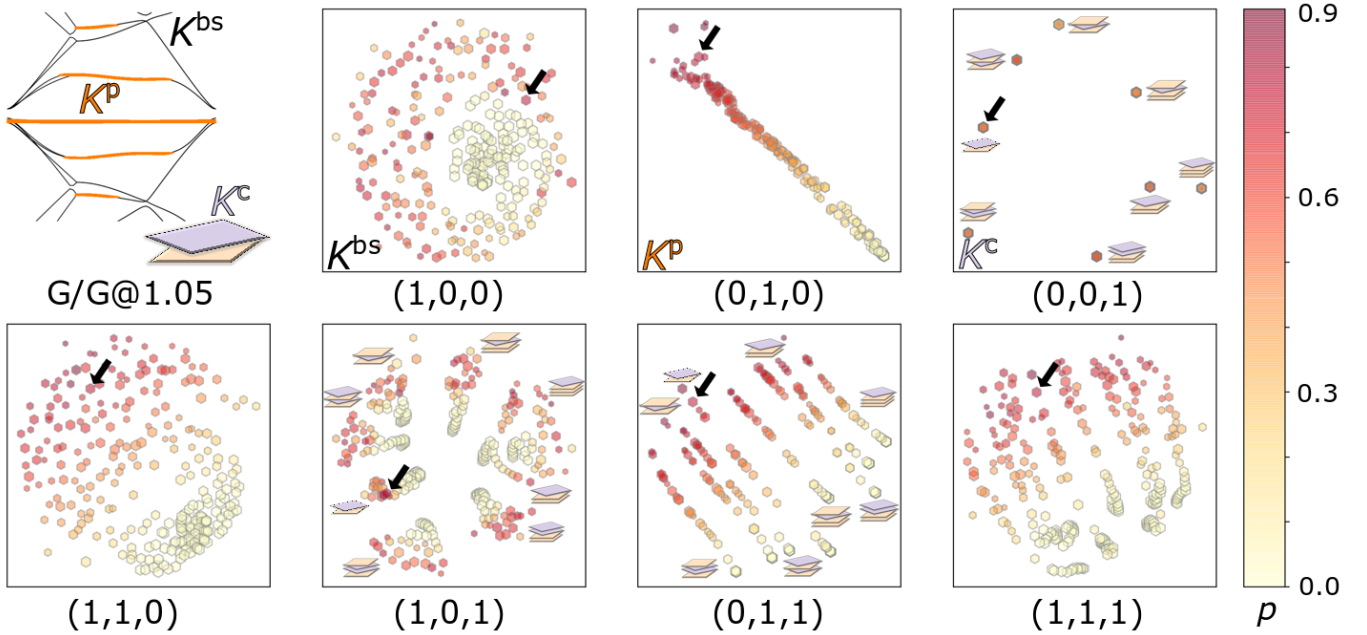 K^bs
K^p
K^c
G/G@1.05
K^bs
(1,0,0)
K^p
(0,1,0)
K^c
(0,0,1)
(1,1,0)
(1,0,1)
(0,1,1)
(1,1,1)
0.9
0.6
0.3
0.0
p